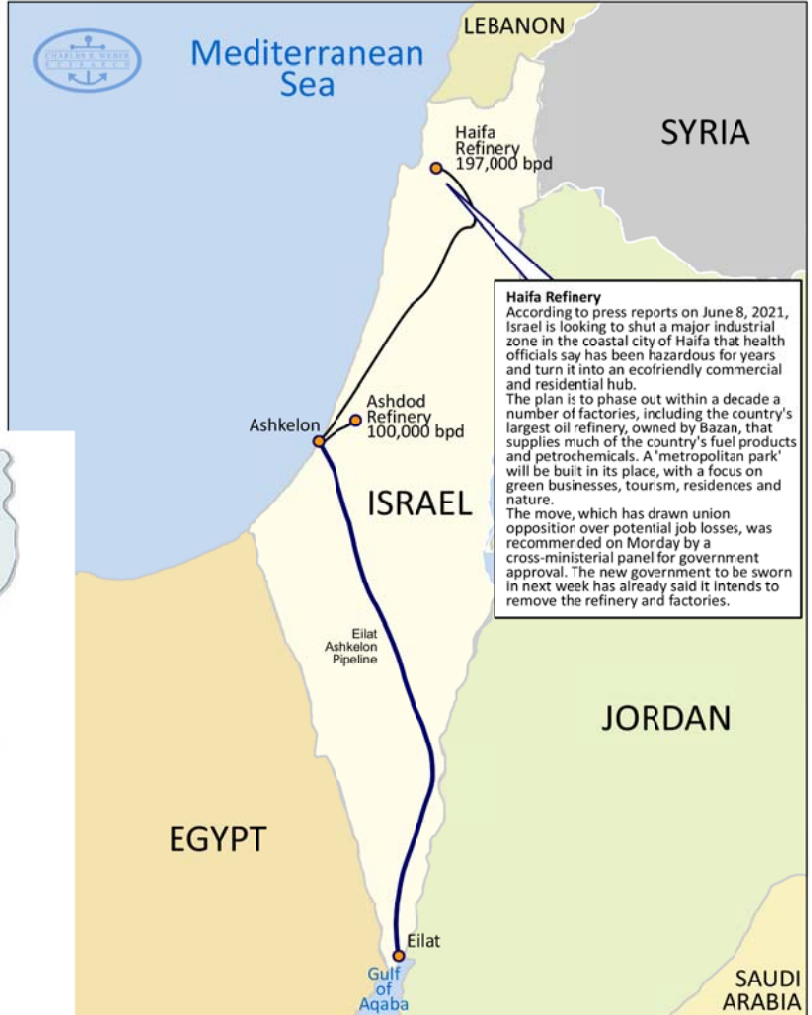 CHARLES R. WEBER
RESEARCH
Mediterranean
Sea
LEBANON
SYRIA
Haifa
Refinery
197,000 bpd
Haifa Refinery
According to press reports on June 8, 2021,
Israel is looking to shut a major industrial
zone in the coastal city of Haifa that health
officials say has been hazardous for years
and turn it into an ecofriendly commercial
and residential hub.
The plan is to phase out within a decade a
number of factories, including the country's
largest oil refinery, owned by Bazan, that
supplies much of the country's fuel products
and petrochemicals. A 'metropolitan park'
will be built in its place, with a focus on
green businesses, tourism, residences and
nature.
The move, which has drawn union
opposition over potential job losses, was
recommended on Monday by a
cross-ministerial panel for government
approval. The new government to be sworn
in next week has already said it intends to
remove the refinery and factories.
Ashdod
Refinery
100,000 bpd
Ashkelon
ISRAEL
Eilat
Ashkelon
Pipeline
JORDAN
EGYPT
Eilat
Gulf
of
Aqaba
SAUDI
ARABIA